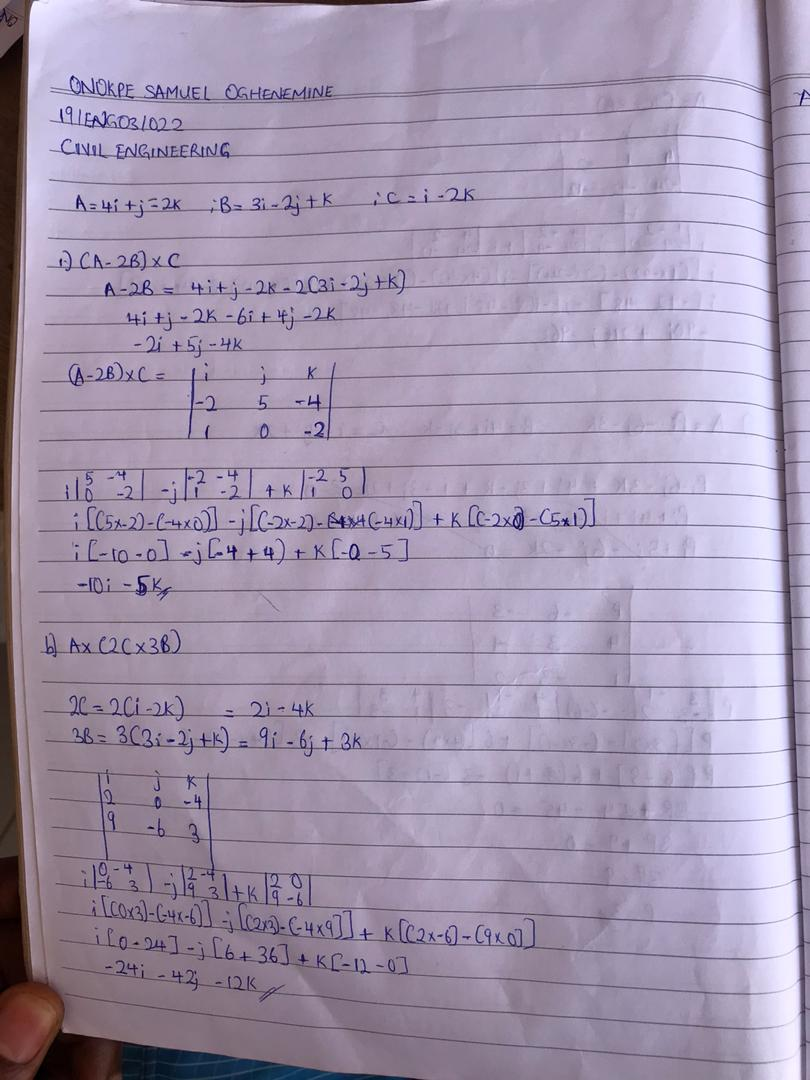 ONOKPE SAMUEL OGHENEMINE
19/ENG03/022
CIVIL ENGINEERING
A=4i+j=2K ;B= 3i-2j+K ;C=i-2K
1.) (A-2B)xC
A-2B = 4i+j-2K-2(3i-2j+K)
4i+j-2K-6i+4j-2K
-2i+5j-4K
(A-2B)xC = | i j K |
| -2 5 -4 |
| 1 0 -2 |
i |5 -4| -j |-2 -4| + K |-2 5|
|0 -2| |1 -2| |1 0|
i[(5x-2)-(-4x0)] -j[(-2x-2)-(-4x1)] + K[(-2x0)-(5x1)]
i[-10-0] -j[-4+4) + K[-0-5]
-10i -5K
b) Ax(2Cx3B)
2C = 2(i-2K) = 2i-4K
3B= 3(3i-2j+K) = 9i-6j+3K
| i j K |
| 2 0 -4 |
| 9 -6 3 |
i |0 -4| -j |2 -4| +K |2 0|
|-6 3| |9 3| |9 -6|
i[(0x3)-(-4x-6)] -j[(2x3)-(-4x9)] + K[(2x-6)-(9x0)]
i[0-24]-j[6+36]+K[-12-0]
-24i -42j -12K